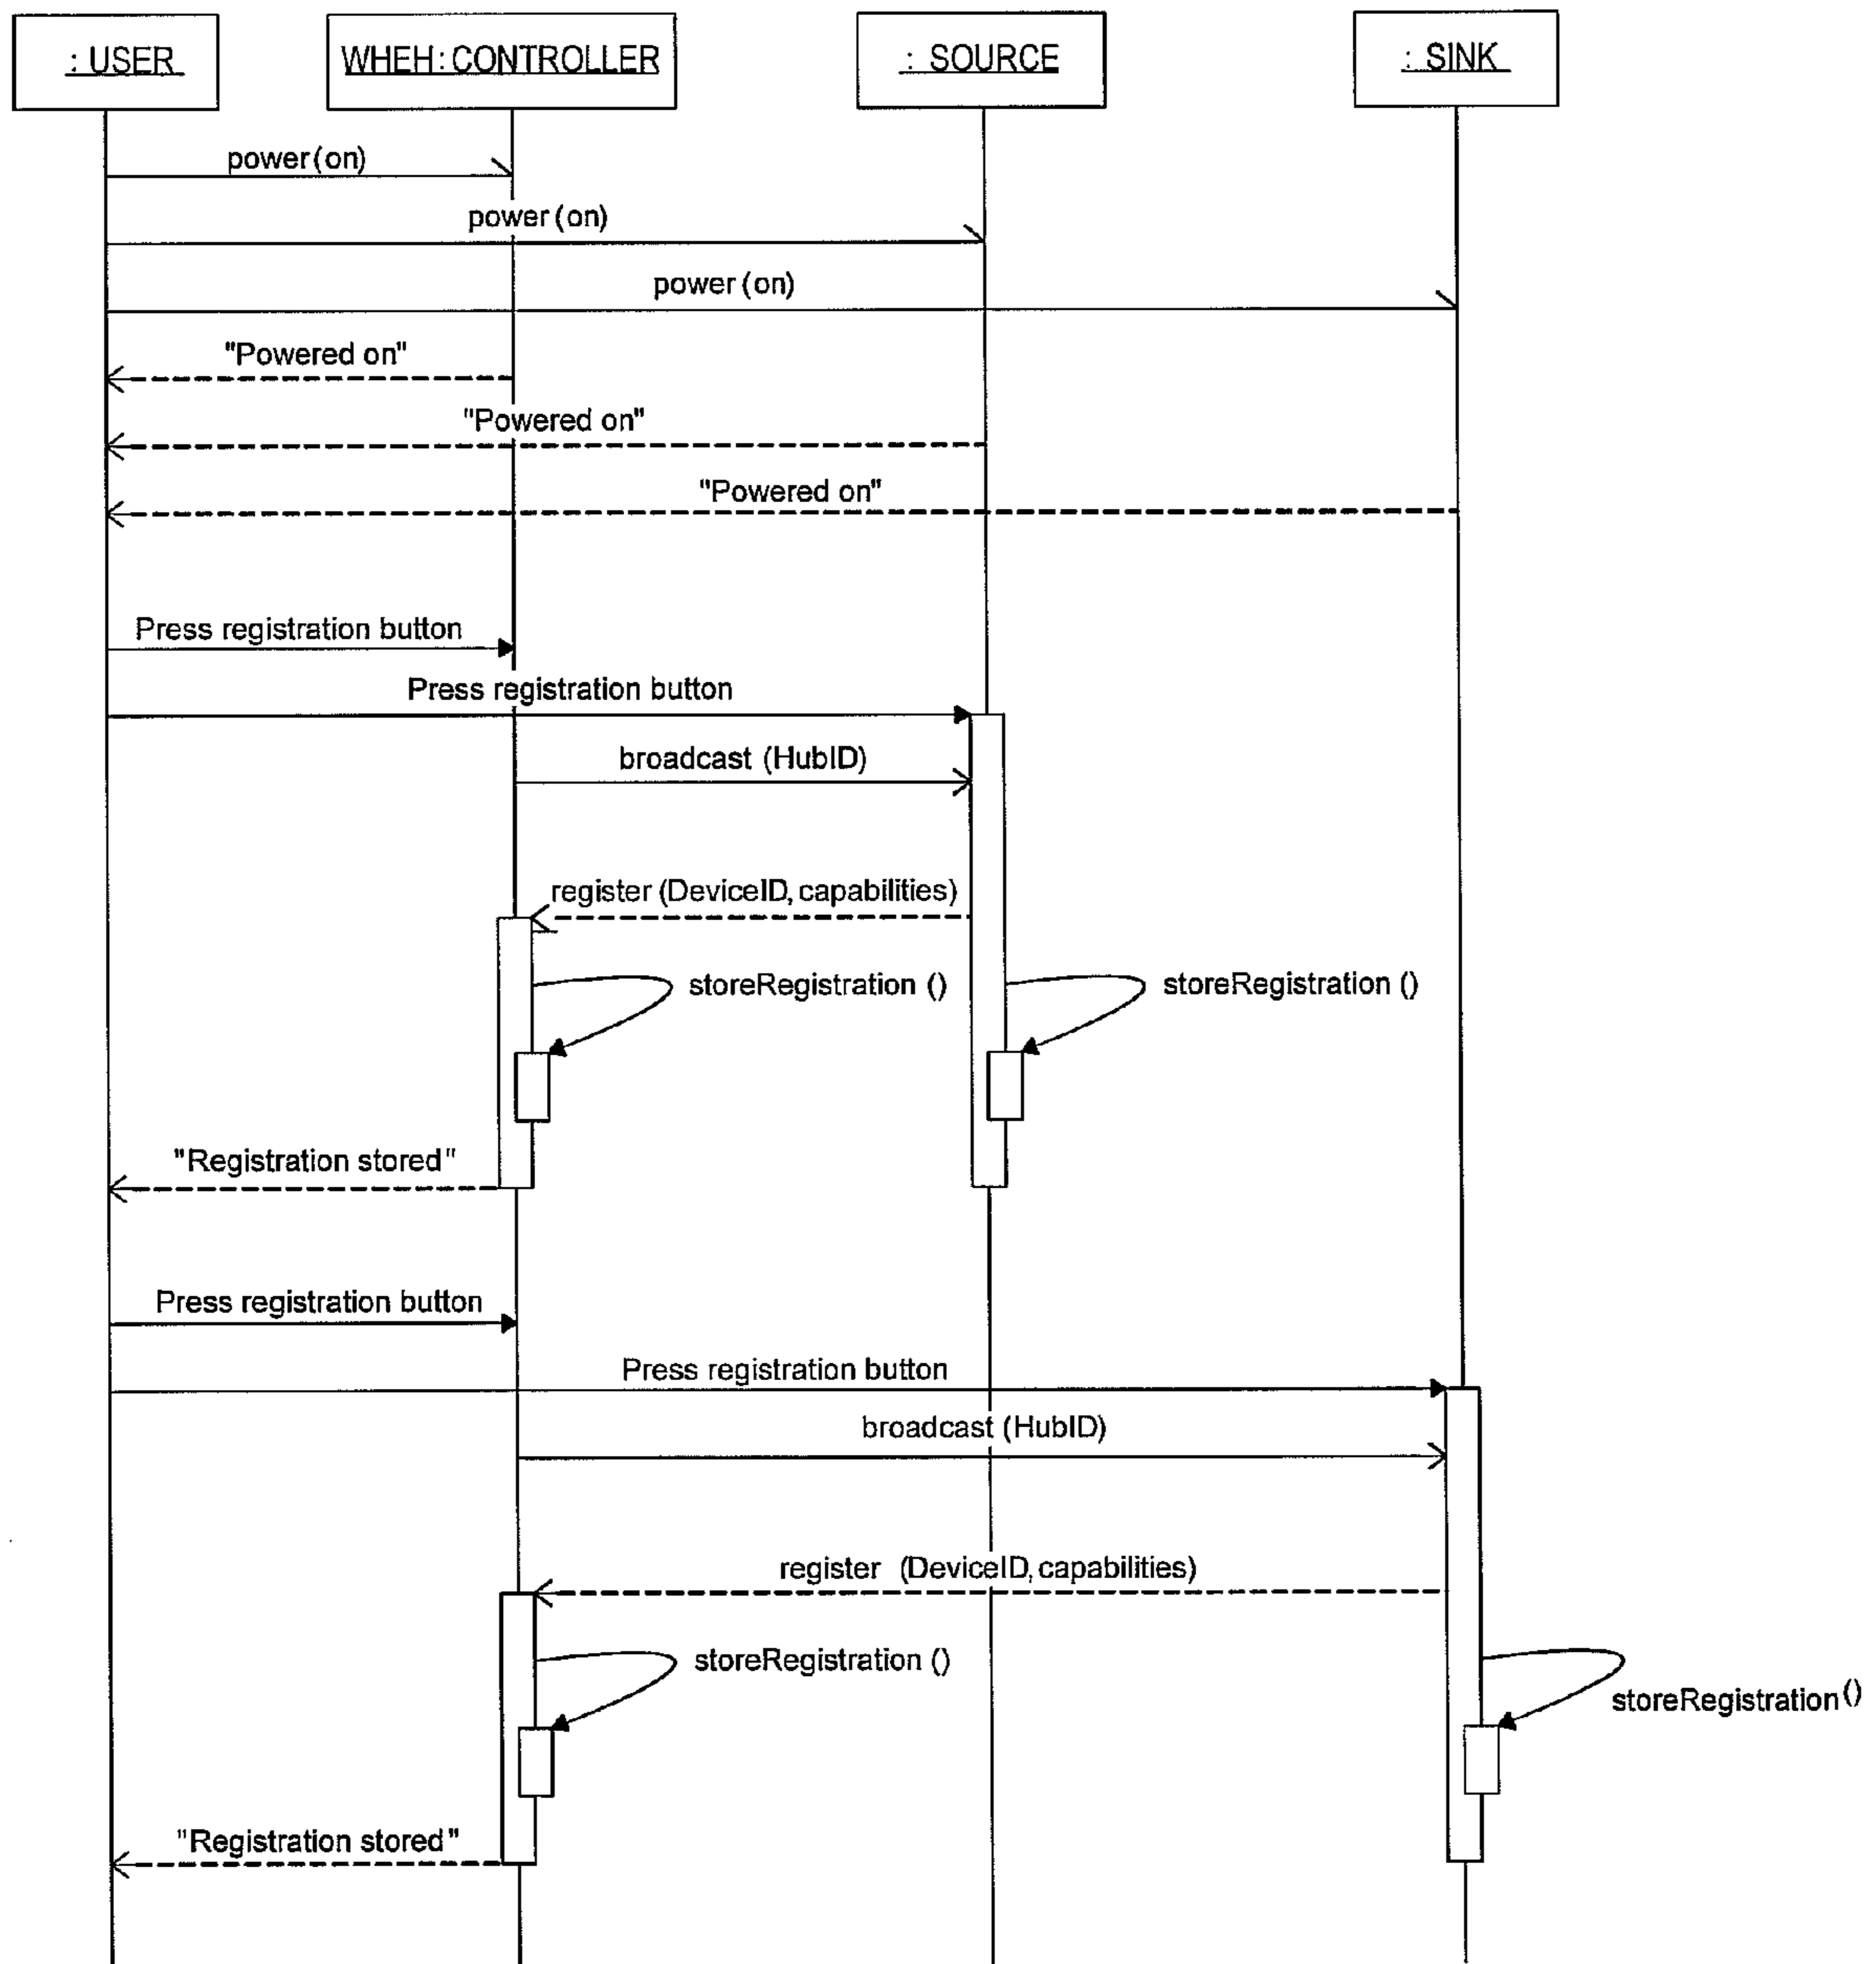 : USER
WHEH: CONTROLLER
: SOURCE
: SINK
power (on)
power (on)
power (on)
"Powered on"
"Powered on"
"Powered on"
Press registration button
Press registration button
broadcast (HubID)
register (DeviceID, capabilities)
storeRegistration ()
storeRegistration ()
"Registration stored"
Press registration button
Press registration button
broadcast (HubID)
register (DeviceID, capabilities)
storeRegistration ()
storeRegistration ()
"Registration stored"